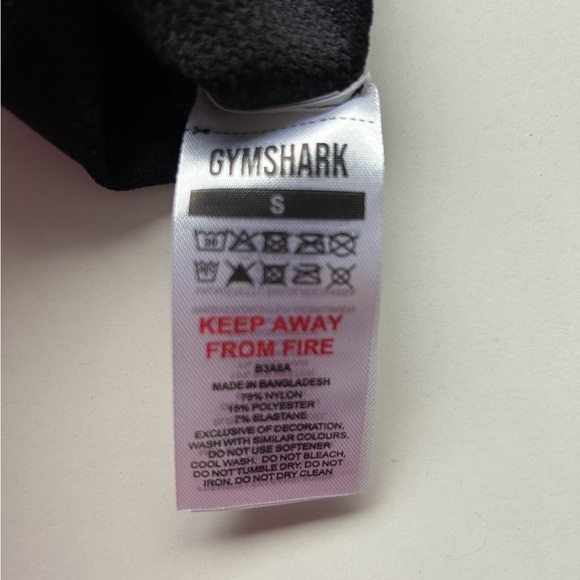 GYMSHARK
S
KEEP AWAY
FROM FIRE
B3A6A
MADE IN BANGLADESH
78% NYLON
15% POLYESTER
7% ELASTANE
EXCLUSIVE OF DECORATION,
WASH WITH SIMILAR COLOURS,
DO NOT USE SOFTENER
COOL WASH, DO NOT BLEACH,
DO NOT TUMBLE DRY, DO NOT
IRON, DO NOT DRY CLEAN